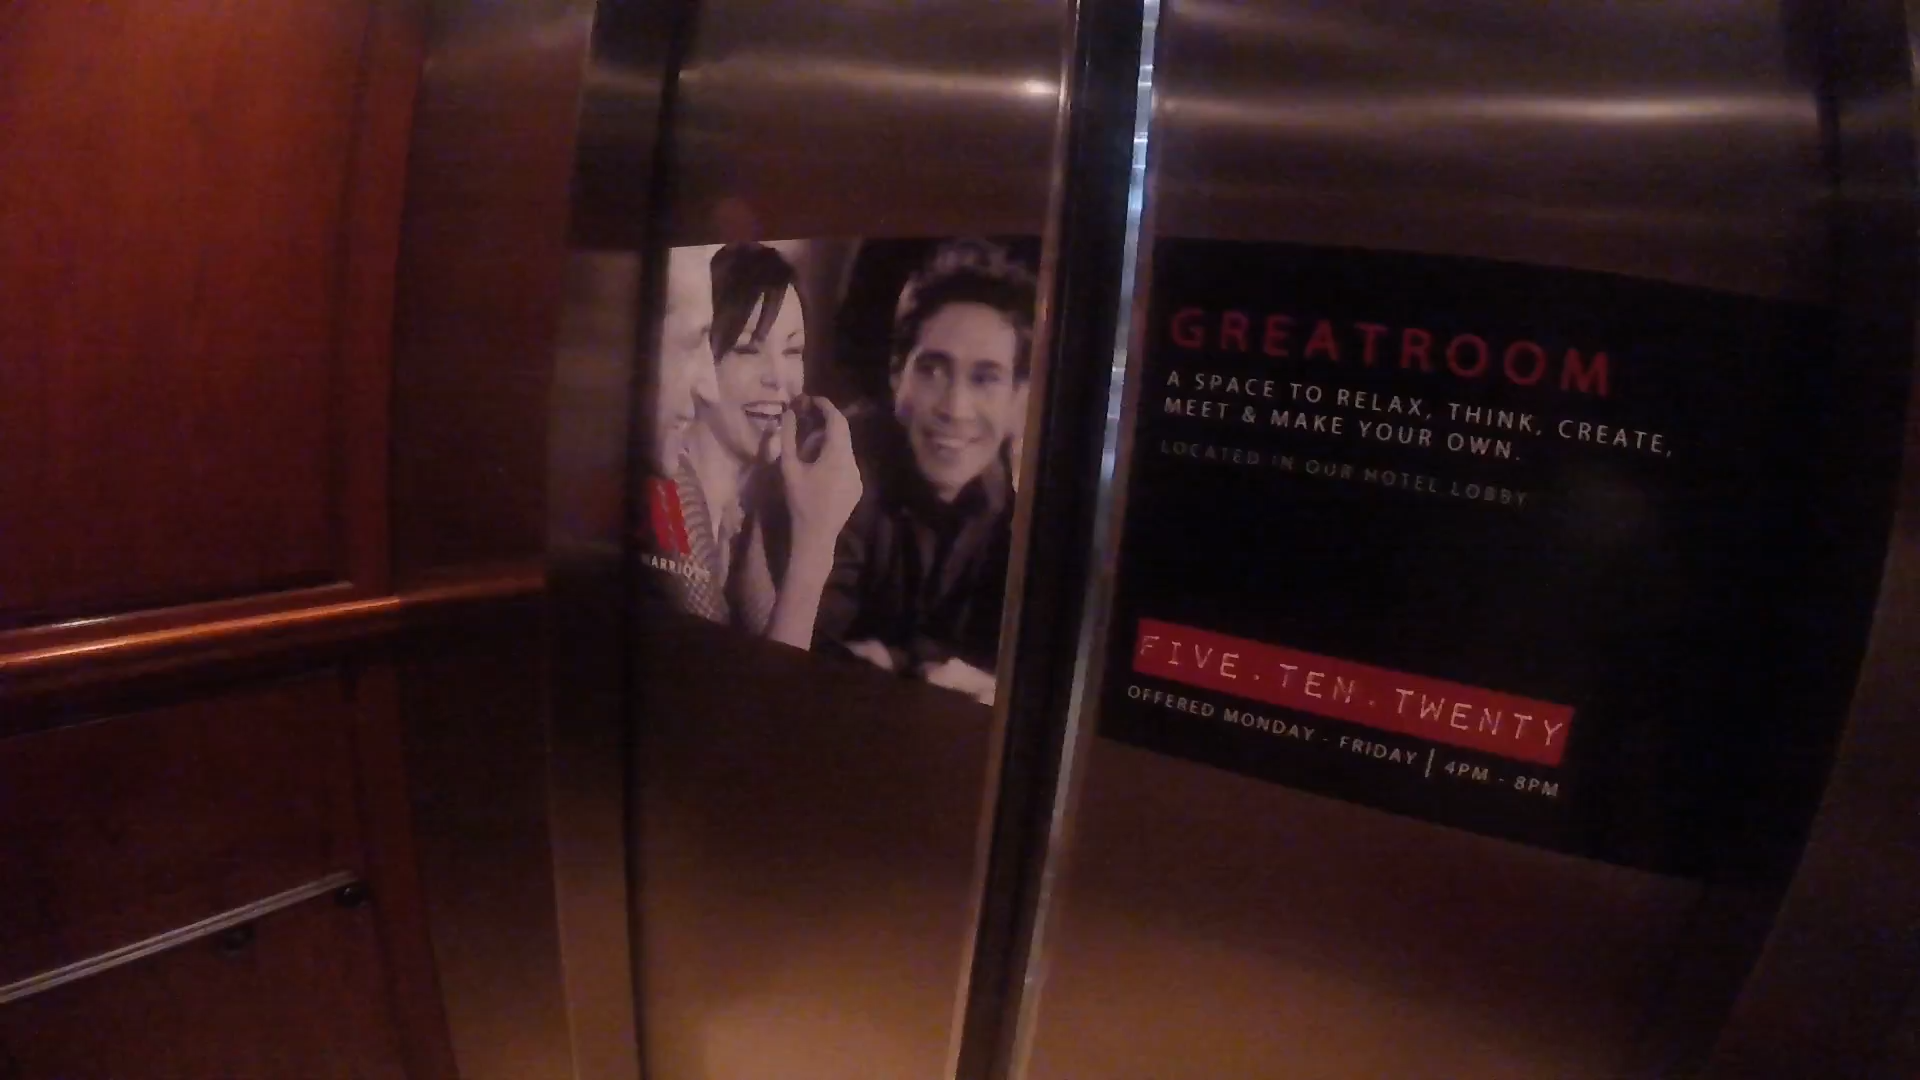 MARRIOTT
GREATROOM
A SPACE TO RELAX, THINK, CREATE,
MEET & MAKE YOUR OWN.
LOCATED IN OUR HOTEL LOBBY
FIVE.TEN.TWENTY
OFFERED MONDAY - FRIDAY | 4PM - 8PM